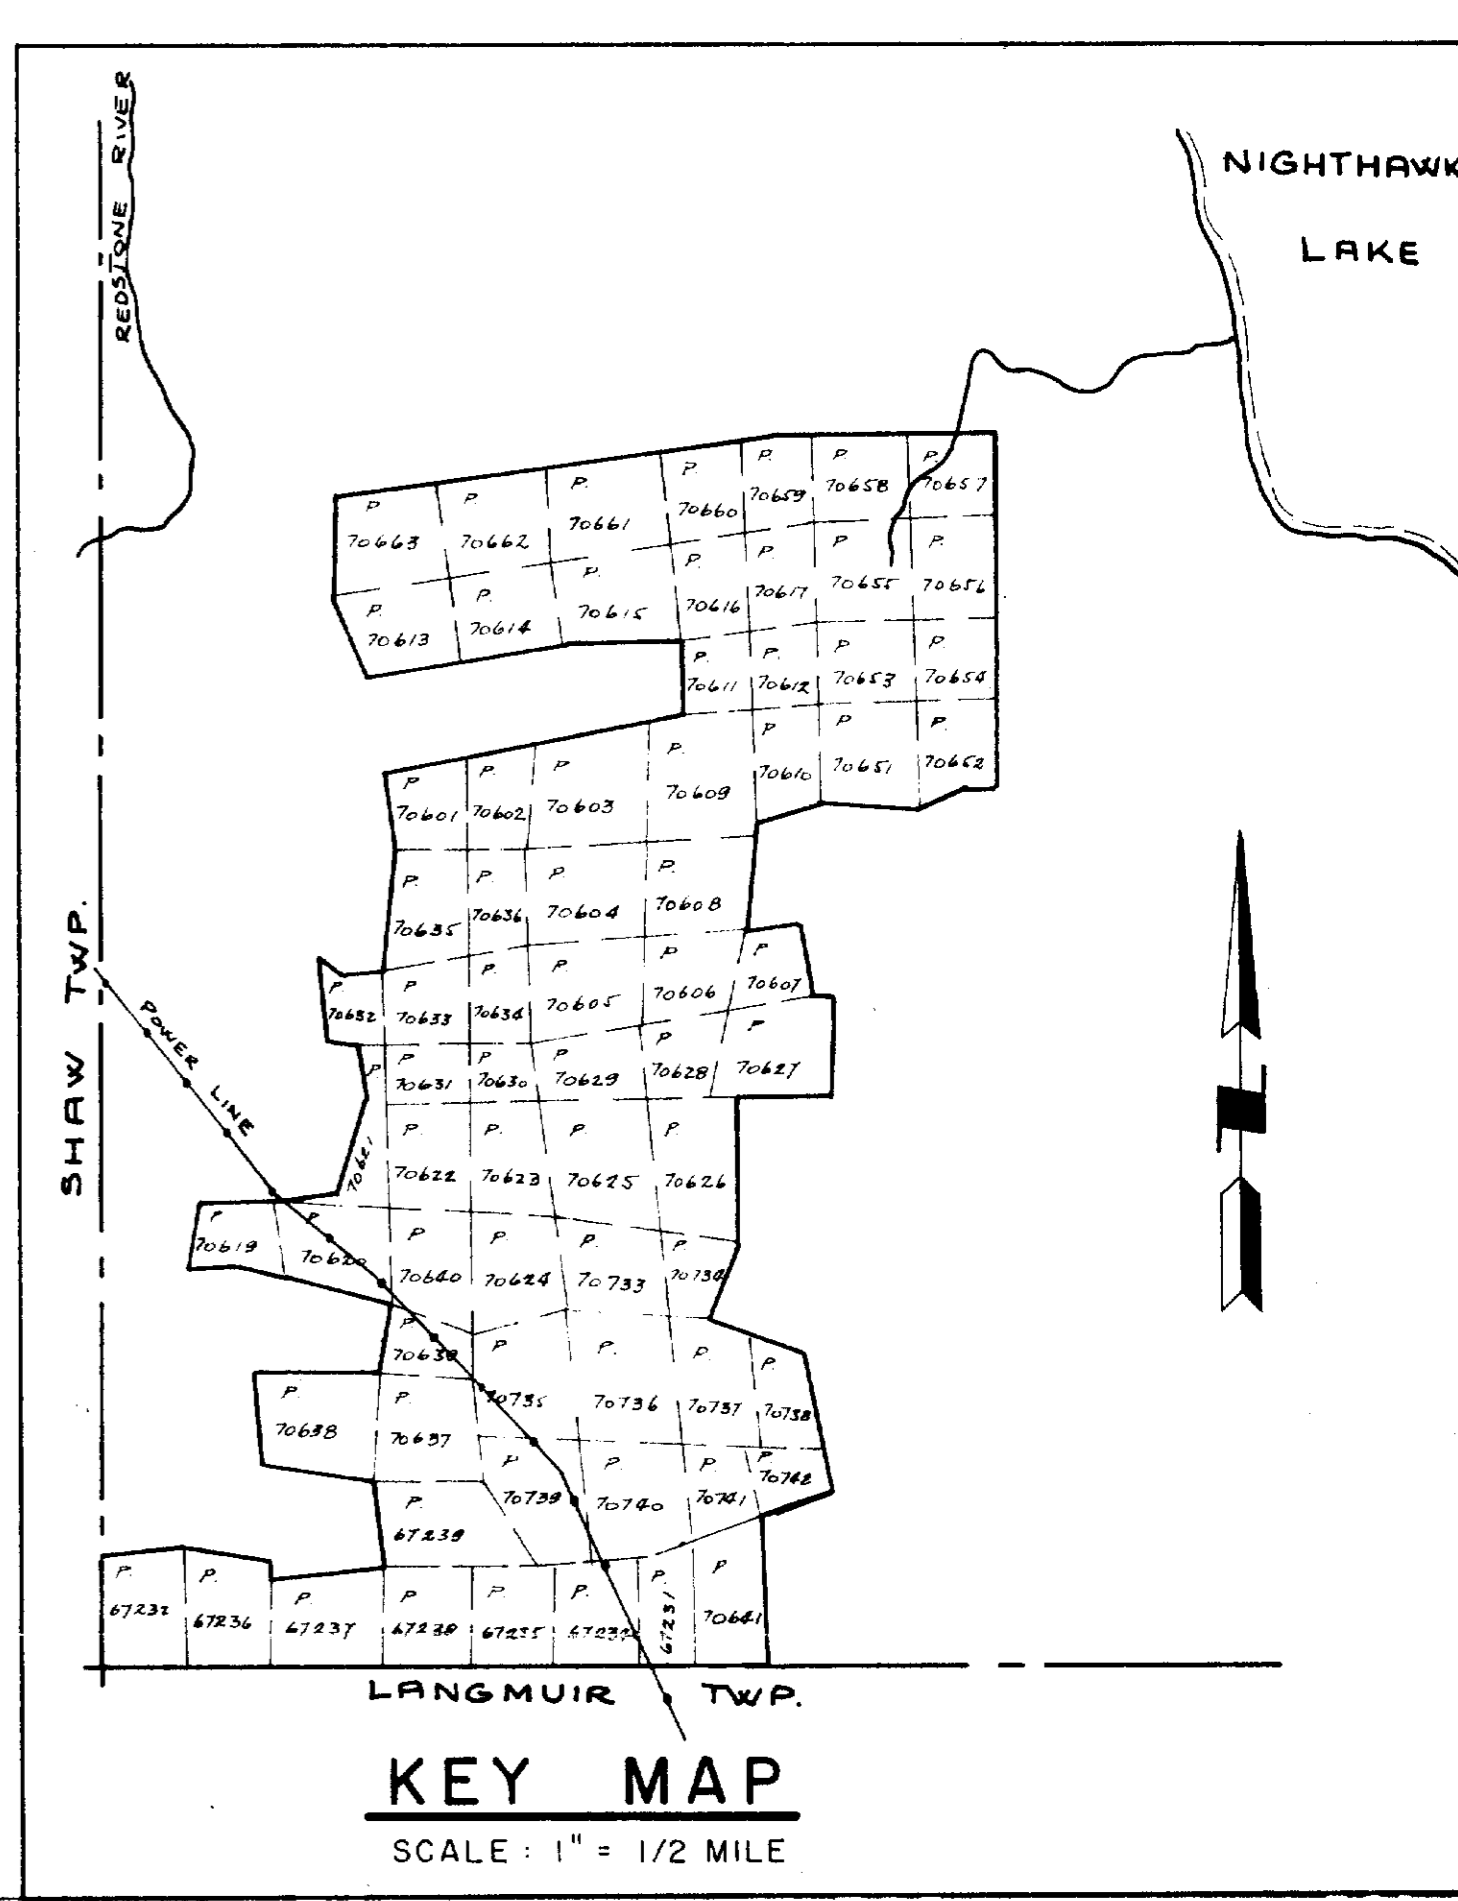 REDSTONE RIVER
NIGHTHAWK
LAKE
P. P. P. P. P. P. P.
70663 70662 70661 70660 70659 70658 70657
P. P. P. P. P. P. P.
70613 70614 70615 70616 70617 70655 70656
P. P. P. P.
70611 70612 70653 70654
P. P. P.
70610 70651 70652
P. P. P. P.
70601 70602 70603 70609
P. P. P. P.
70635 70636 70604 70608
P. P. P. P. P. P.
70632 70633 70634 70605 70606 70607
P. P. P. P. P.
70631 70630 70629 70628 70627
P. P. P. P. P.
70621 70622 70623 70625 70626
P. P. P. P. P. P.
70619 70620 70640 70624 70733 70734
P. P. P. P. P.
70735 70736 70737 70738
P. P.
70638 70637
P. P. P. P.
70739 70740 70741 70742
P.
67239
P. P. P. P. P. P. P. P.
67236 67237 67238 67235 67231 70641
SHAW TWP.
POWER LINE
N
LANGMUIR TWP.
KEY MAP
SCALE : 1" = 1/2 MILE